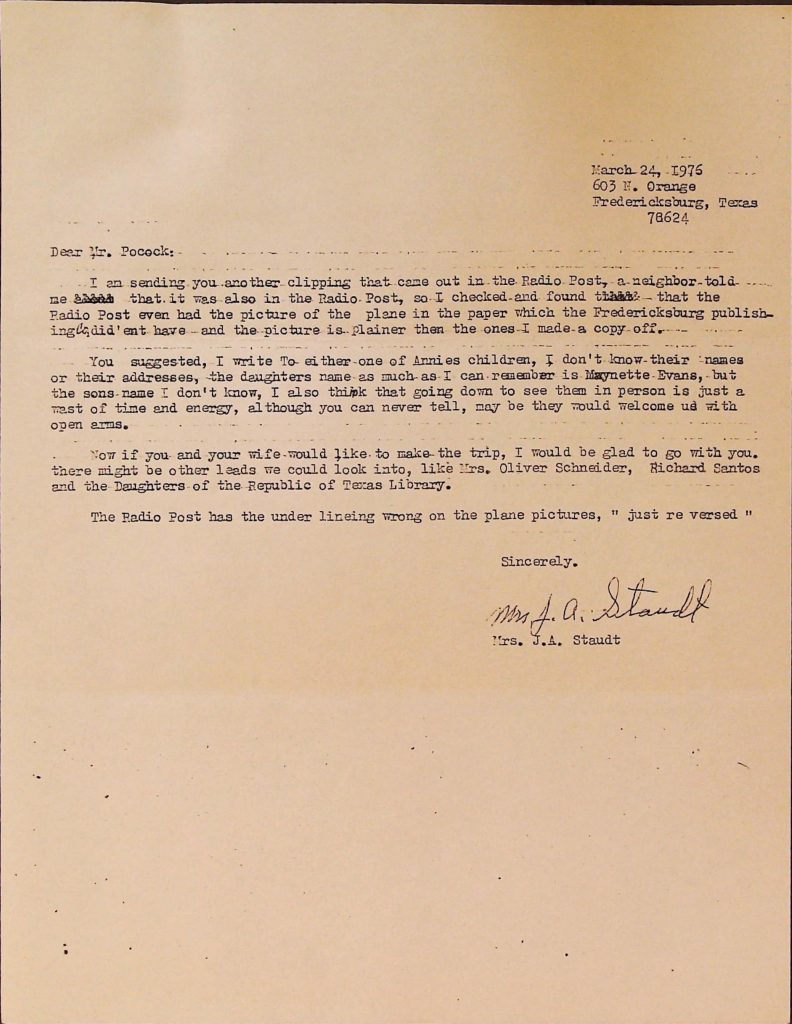 March 24, 1976
603 N. Orange
Fredericksburg, Texas
78624
Dear Mr. Pocock:
I am sending you another clipping that came out in the Radio Post, a neighbor told
me that it was also in the Radio Post, so I checked and found that the
Radio Post even had the picture of the plane in the paper which the Fredericksburg publish-
ing Co did'ent have - and the picture is plainer then the ones I made a copy off.
You suggested, I write To either one of Annies children, I don't know their names
or their addresses, the daughters name as much as I can remember is Maynette Evans, but
the sons name I don't know, I also think that going down to see them in person is just a
wast of time and energy, although you can never tell, may be they would welcome us with
open arms.
Now if you and your wife would like to make the trip, I would be glad to go with you.
there might be other leads we could look into, like Mrs. Oliver Schneider, Richard Santos
and the Daughters of the Republic of Texas Library.
The Radio Post has the under lineing wrong on the plane pictures, " just re versed "
Sincerely.
Mrs J. A. Staudt
Mrs. J.A. Staudt